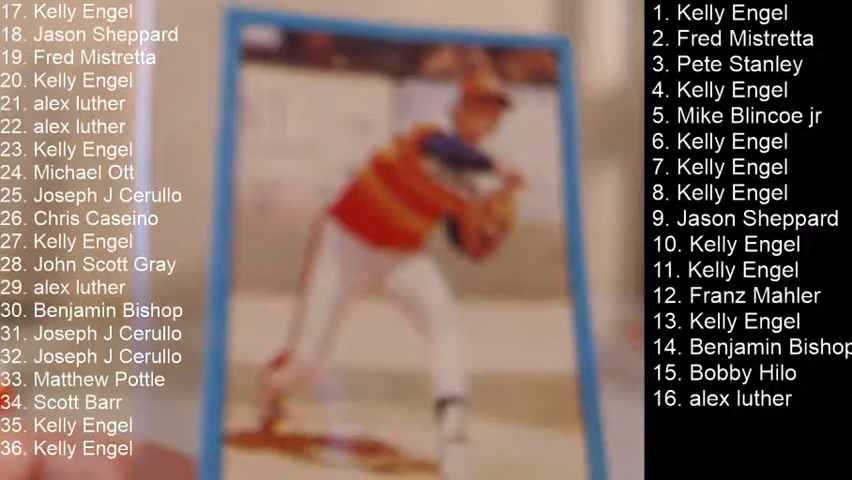 17. Kelly Engel
18. Jason Sheppard
19. Fred Mistretta
20. Kelly Engel
21. alex luther
22. alex luther
23. Kelly Engel
24. Michael Ott
25. Joseph J Cerullo
26. Chris Caseino
27. Kelly Engel
28. John Scott Gray
29. alex luther
30. Benjamin Bishop
31. Joseph J Cerullo
32. Joseph J Cerullo
33. Matthew Pottle
34. Scott Barr
35. Kelly Engel
36. Kelly Engel
1. Kelly Engel
2. Fred Mistretta
3. Pete Stanley
4. Kelly Engel
5. Mike Blincoe jr
6. Kelly Engel
7. Kelly Engel
8. Kelly Engel
9. Jason Sheppard
10. Kelly Engel
11. Kelly Engel
12. Franz Mahler
13. Kelly Engel
14. Benjamin Bishop
15. Bobby Hilo
16. alex luther